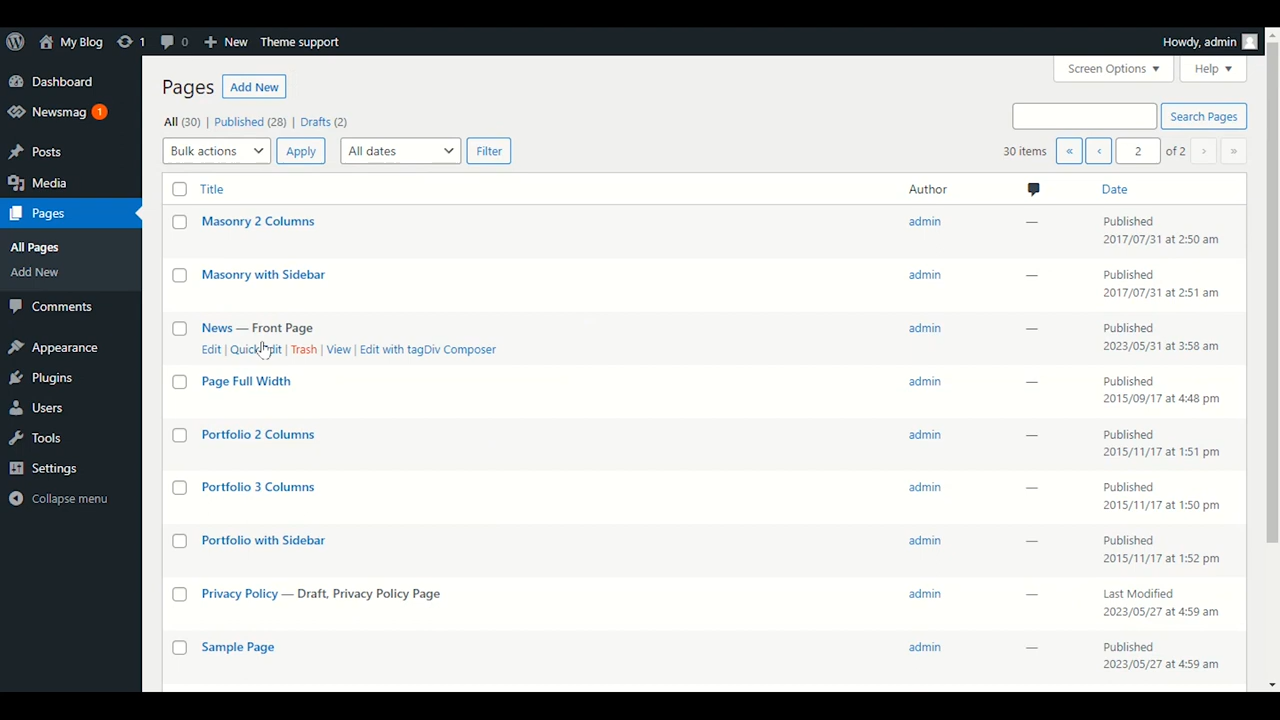 My Blog 1 0 New Theme support Howdy, admin
Screen Options Help
Dashboard
Newsmag 1
Posts
Media
Pages
All Pages
Add New
Comments
Appearance
Plugins
Users
Tools
Settings
Collapse menu
Pages Add New
All (30) | Published (28) | Drafts (2)
Search Pages
Bulk actions Apply All dates Filter 30 items « ‹ 2 of 2 › »
Title Author Date
Masonry 2 Columns admin — Published
2017/07/31 at 2:50 am
Masonry with Sidebar admin — Published
2017/07/31 at 2:51 am
News — Front Page admin — Published
2023/05/31 at 3:58 am
Edit | Quick Edit | Trash | View | Edit with tagDiv Composer
Page Full Width admin — Published
2015/09/17 at 4:48 pm
Portfolio 2 Columns admin — Published
2015/11/17 at 1:51 pm
Portfolio 3 Columns admin — Published
2015/11/17 at 1:50 pm
Portfolio with Sidebar admin — Published
2015/11/17 at 1:52 pm
Privacy Policy — Draft, Privacy Policy Page admin — Last Modified
2023/05/27 at 4:59 am
Sample Page admin — Published
2023/05/27 at 4:59 am